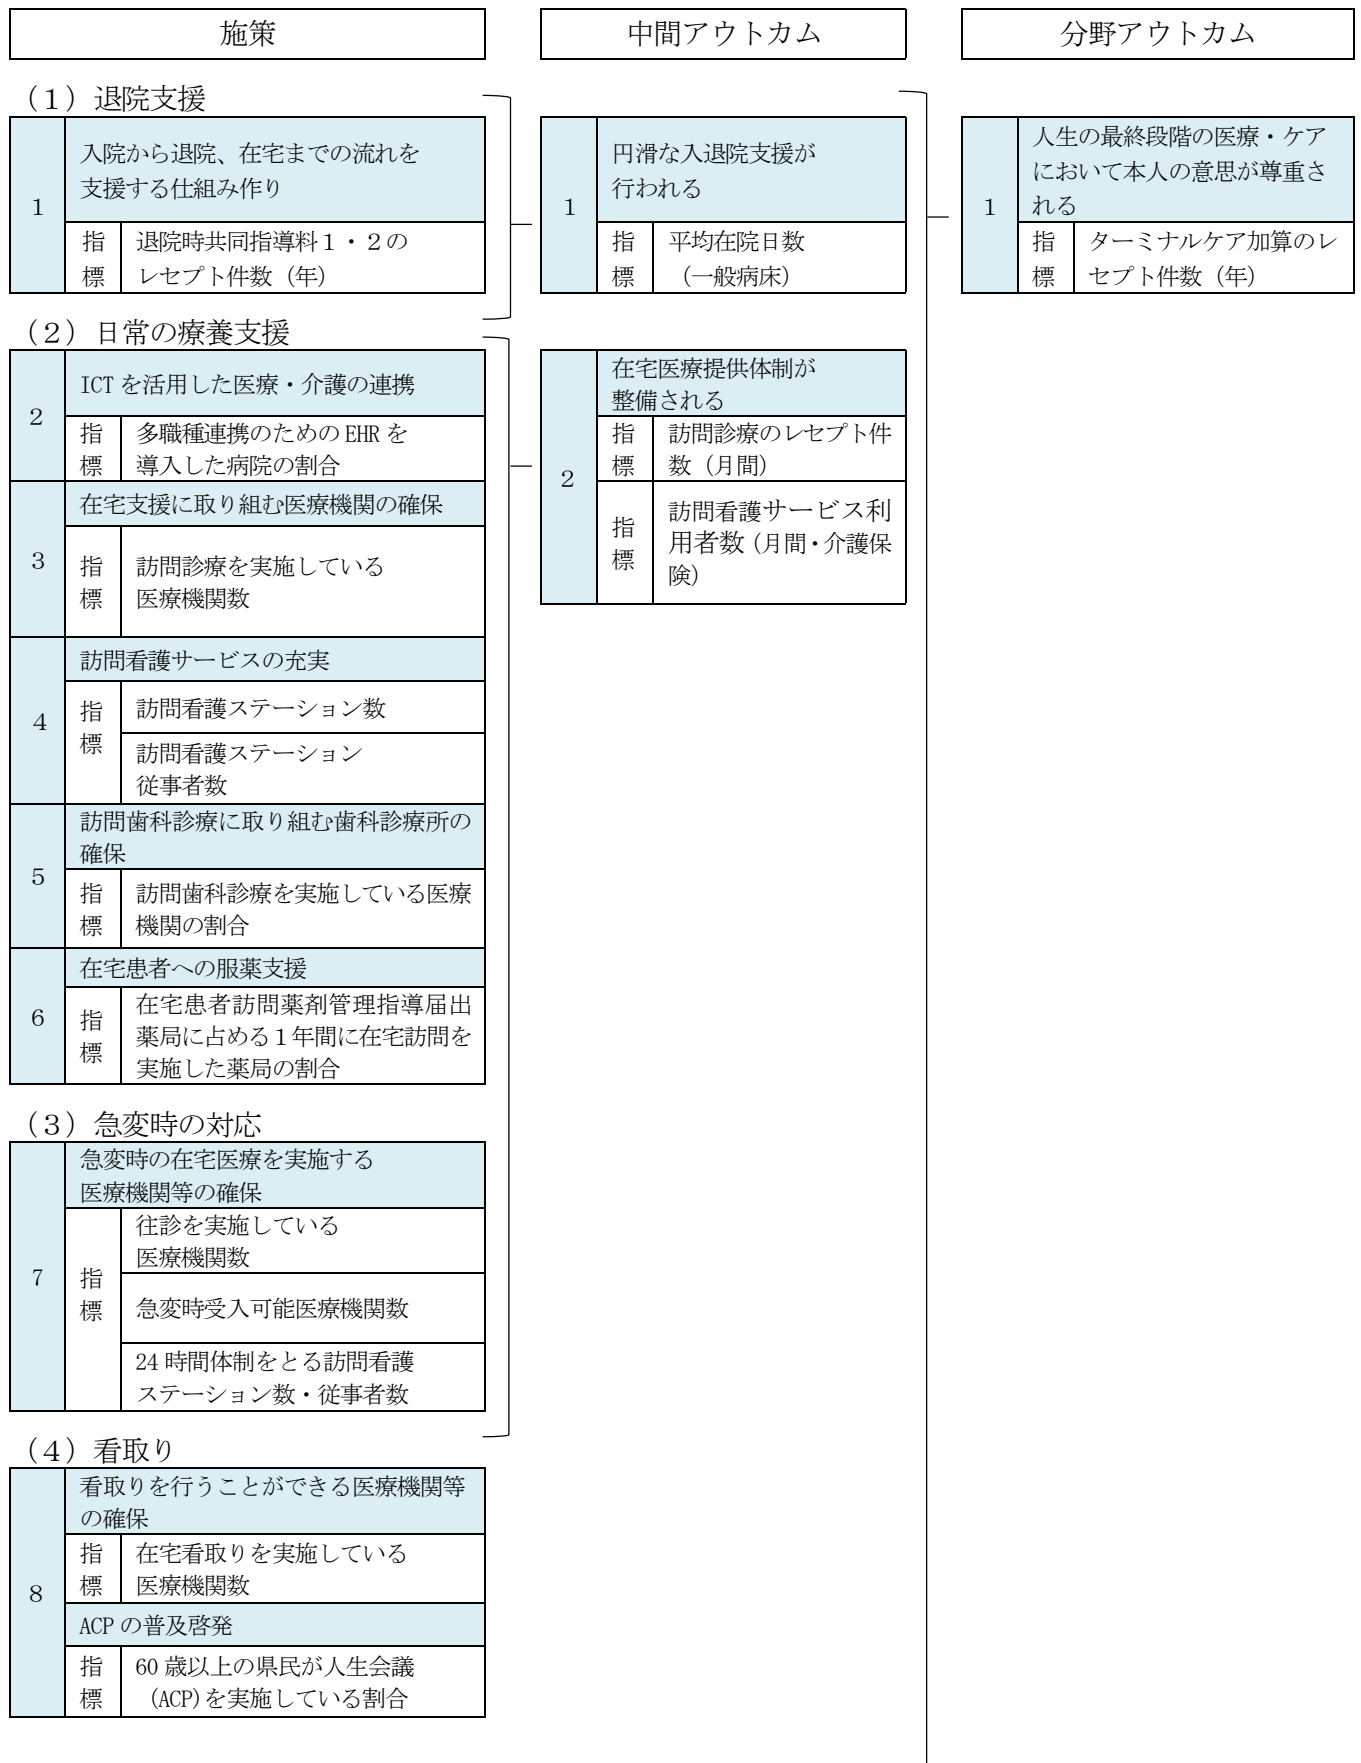 施策
中間アウトカム
分野アウトカム
（１）退院支援
1
入院から退院、在宅までの流れを
支援する仕組み作り
指
標
退院時共同指導料１・２の
レセプト件数（年）
1
円滑な入退院支援が
行われる
指
標
平均在院日数
（一般病床）
1
人生の最終段階の医療・ケア
において本人の意思が尊重さ
れる
指
標
ターミナルケア加算のレ
セプト件数（年）
（２）日常の療養支援
2
ICT を活用した医療・介護の連携
指
標
多職種連携のための EHR を
導入した病院の割合
3
在宅支援に取り組む医療機関の確保
指
標
訪問診療を実施している
医療機関数
4
訪問看護サービスの充実
指
標
訪問看護ステーション数
訪問看護ステーション
従事者数
5
訪問歯科診療に取り組む歯科診療所の
確保
指
標
訪問歯科診療を実施している医療
機関の割合
6
在宅患者への服薬支援
指
標
在宅患者訪問薬剤管理指導届出
薬局に占める１年間に在宅訪問を
実施した薬局の割合
2
在宅医療提供体制が
整備される
指
標
訪問診療のレセプト件
数（月間）
指
標
訪問看護サービス利
用者数（月間・介護保
険）
（３）急変時の対応
7
急変時の在宅医療を実施する
医療機関等の確保
指
標
往診を実施している
医療機関数
急変時受入可能医療機関数
24 時間体制をとる訪問看護
ステーション数・従事者数
（４）看取り
8
看取りを行うことができる医療機関等
の確保
指
標
在宅看取りを実施している
医療機関数
ACP の普及啓発
指
標
60 歳以上の県民が人生会議
（ACP）を実施している割合